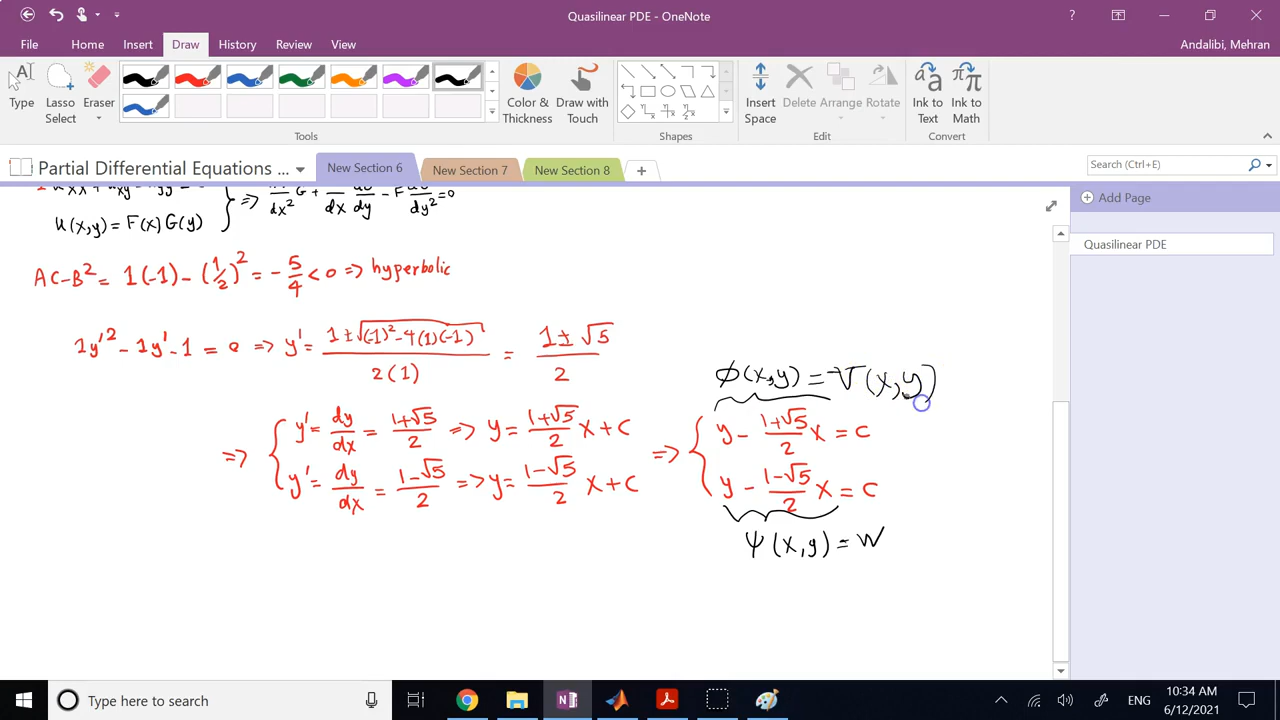 Quasilinear PDE - OneNote
Andalibi, Mehran
File Home Insert Draw History Review View
Type Lasso Select Eraser Color & Thickness Draw with Touch Insert Space Delete Arrange Rotate Ink to Text Ink to Math
Tools Shapes Edit Convert
Partial Differential Equations ... New Section 6 New Section 7 New Section 8 +
Search (Ctrl+E)
Add Page
Quasilinear PDE
u(x,y) = F(x) G(y)
AC-B² = 1(-1) - (1/2)² = -5/4 < 0 => hyperbolic
1y'² - 1y' - 1 = 0 => y' = (1 ± √((-1)² - 4(1)(-1))) / 2(1) = (1 ± √5) / 2
ϕ(x,y) = V(x,y)
=> { y' = dy/dx = (1+√5)/2 => y = (1+√5)/2 x + C => { y - (1+√5)/2 x = C
y' = dy/dx = (1-√5)/2 => y = (1-√5)/2 x + C y - (1-√5)/2 x = C
ψ(x,y) = W
Type here to search
ENG
10:34 AM
6/12/2021